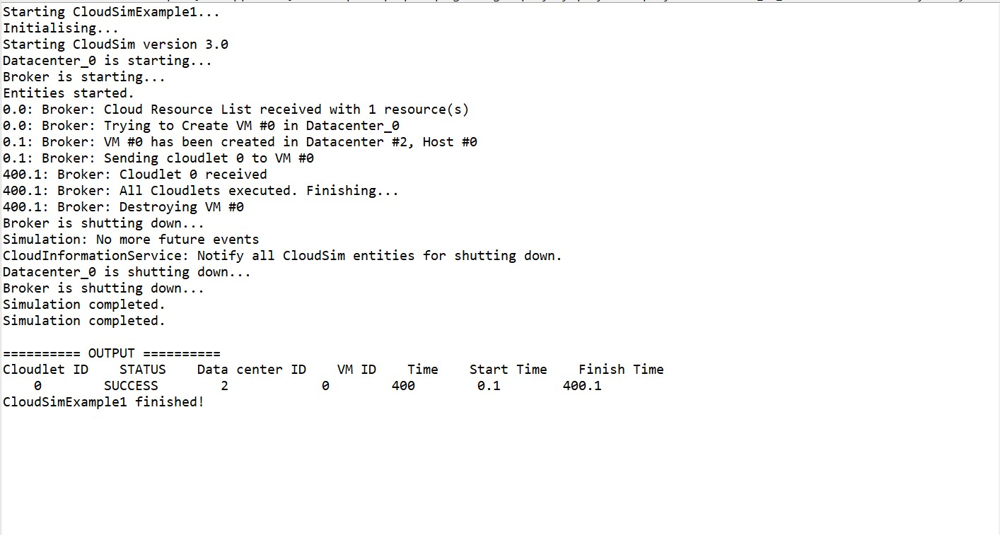 Starting CloudSimExample1...
Initialising...
Starting CloudSim version 3.0
Datacenter_0 is starting...
Broker is starting...
Entities started.
0.0: Broker: Cloud Resource List received with 1 resource(s)
0.0: Broker: Trying to Create VM #0 in Datacenter_0
0.1: Broker: VM #0 has been created in Datacenter #2, Host #0
0.1: Broker: Sending cloudlet 0 to VM #0
400.1: Broker: Cloudlet 0 received
400.1: Broker: All Cloudlets executed. Finishing...
400.1: Broker: Destroying VM #0
Broker is shutting down...
Simulation: No more future events
CloudInformationService: Notify all CloudSim entities for shutting down.
Datacenter_0 is shutting down...
Broker is shutting down...
Simulation completed.
Simulation completed.
========== OUTPUT ==========
Cloudlet ID    STATUS    Data center ID    VM ID    Time    Start Time    Finish Time
    0        SUCCESS        2            0        400        0.1        400.1
CloudSimExample1 finished!